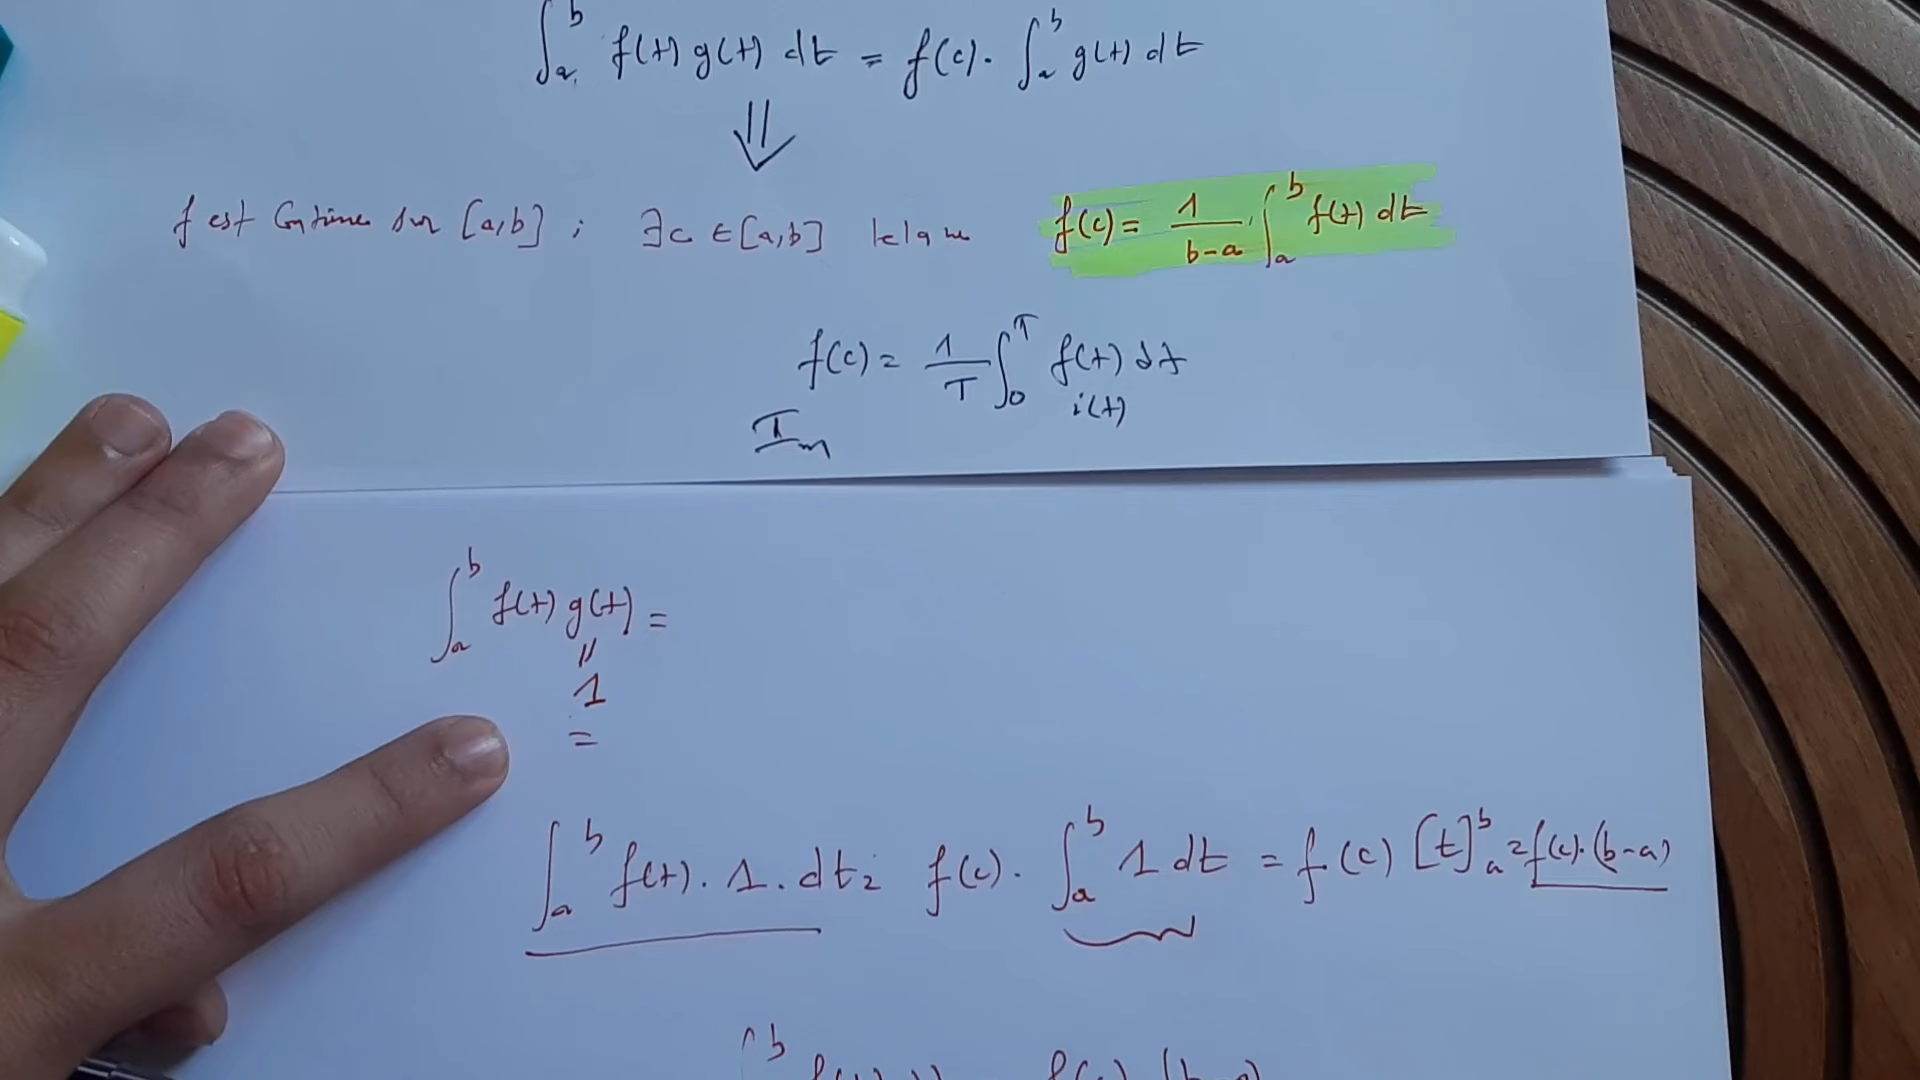 ∫_a^b f(t) g(t) dt = f(c) . ∫_a^b g(t) dt
⇓
f est Continue sur [a,b] ; ∃c ∈ [a,b] telque f(c) = 1/(b-a) . ∫_a^b f(t) dt
f(c) = 1/T ∫_0^T f(t) dt
I_m i(t)
∫_a^b f(t) g(t) =
||
1
=
∫_a^b f(t) . 1 . dt = f(c) . ∫_a^b 1 dt = f(c) [t]_a^b = f(c) . (b-a)